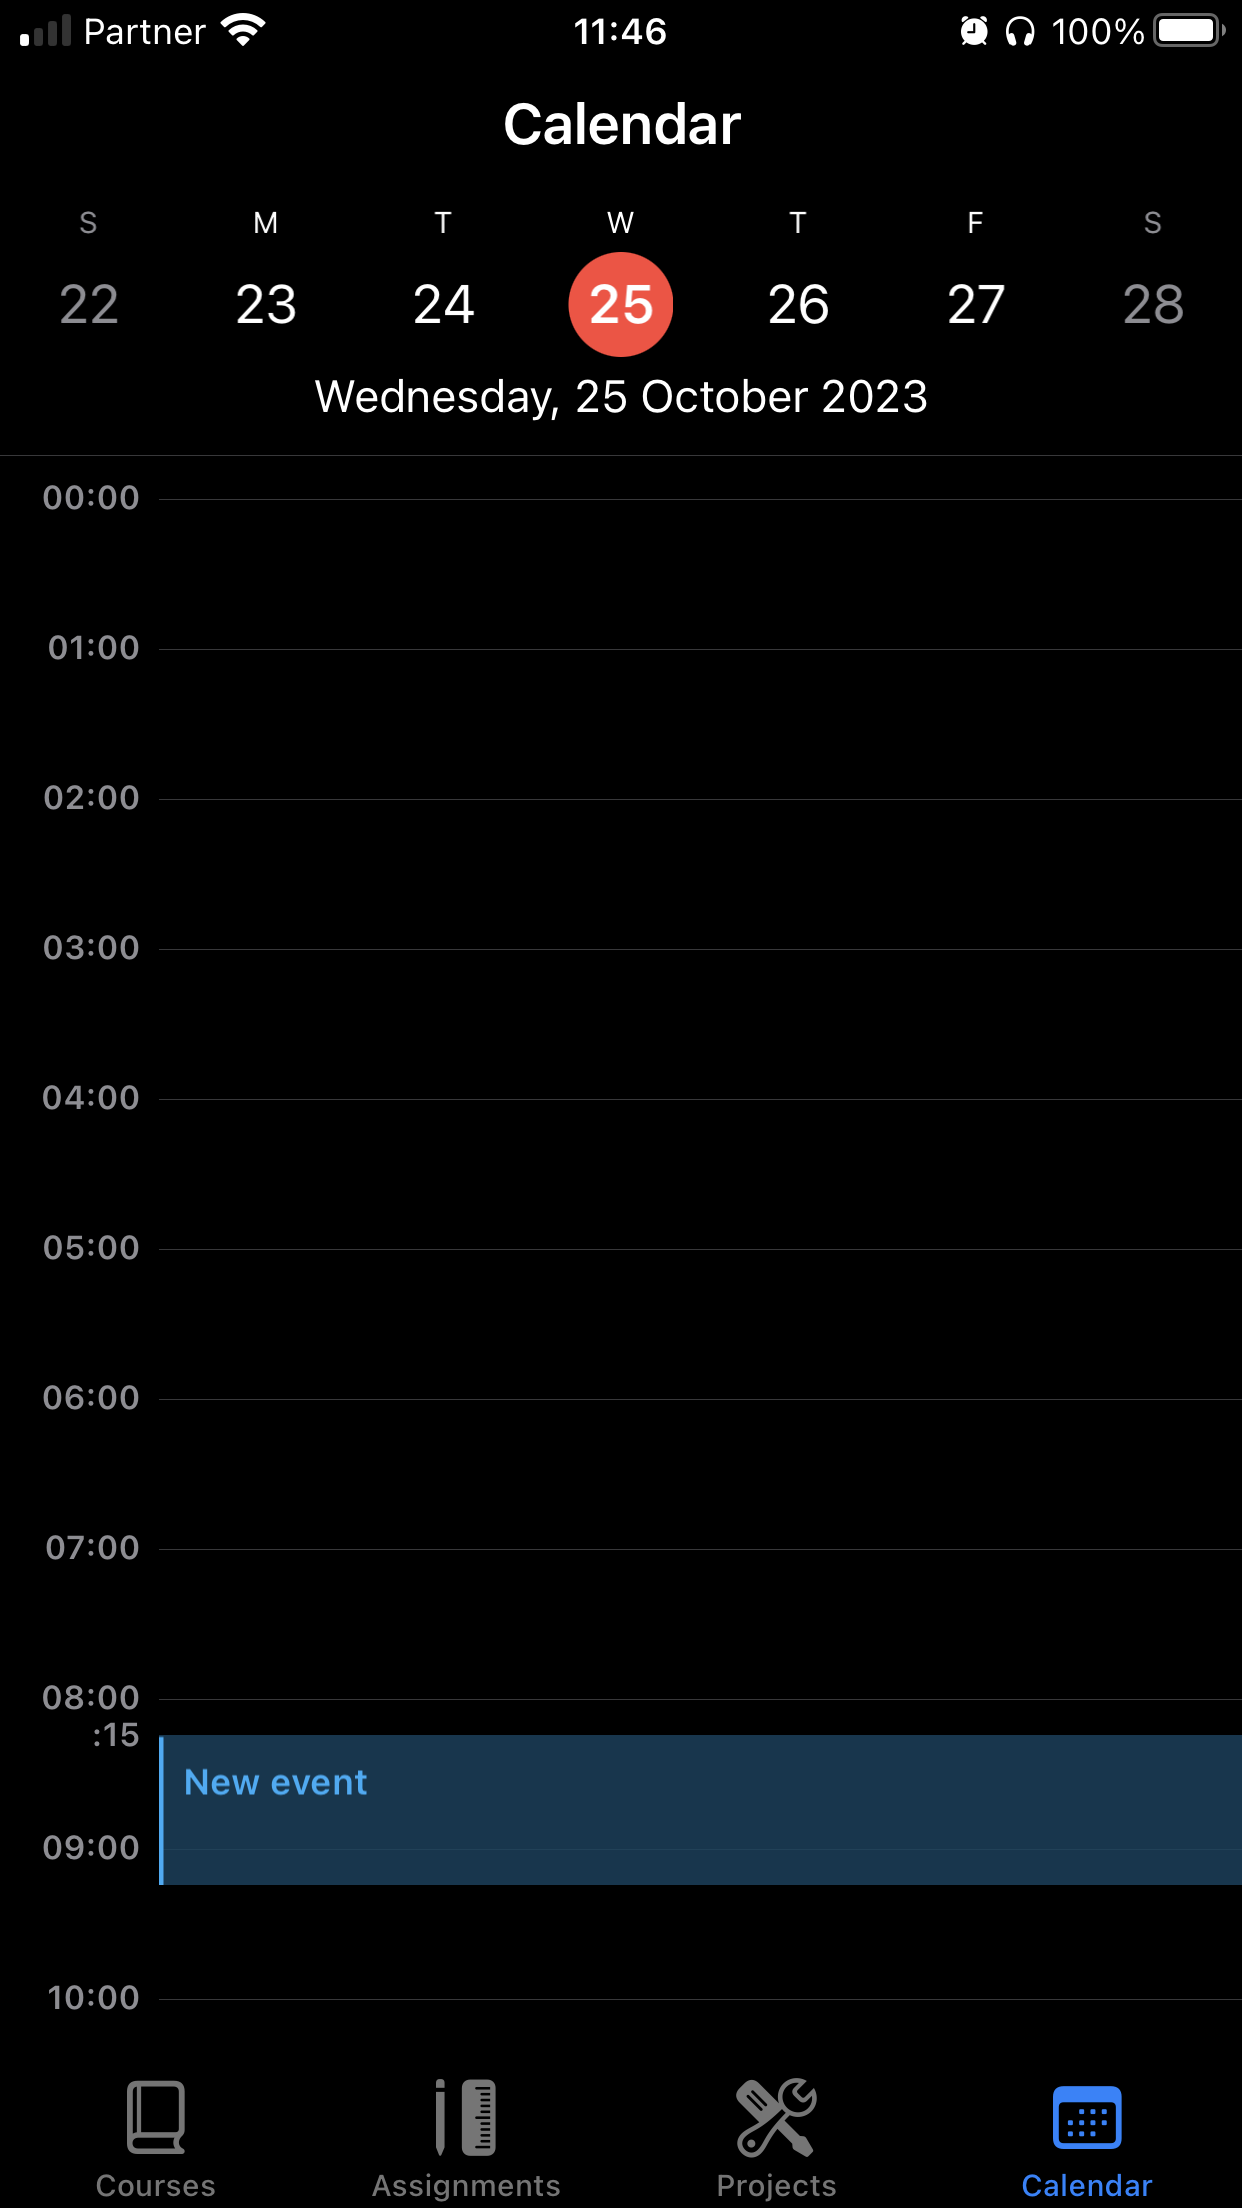 Partner 11:46 100%
Calendar
S M T W T F S
22 23 24 25 26 27 28
Wednesday, 25 October 2023
00:00
01:00
02:00
03:00
04:00
05:00
06:00
07:00
08:00
:15
New event
09:00
10:00
Courses Assignments Projects Calendar